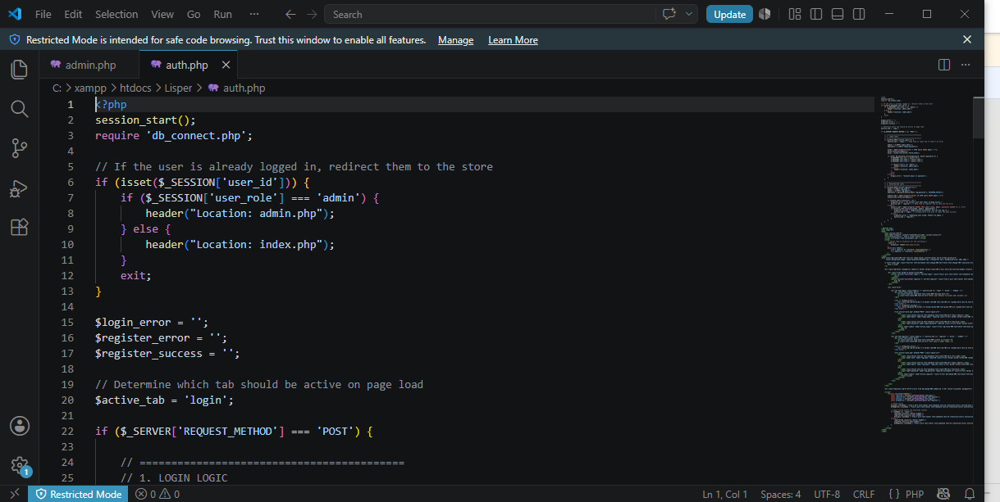 File Edit Selection View Go Run ··· Search Update
Restricted Mode is intended for safe code browsing. Trust this window to enable all features. Manage Learn More
admin.php auth.php
C: > xampp > htdocs > Lisper > auth.php
1 <?php
2 session_start();
3 require 'db_connect.php';
4
5 // If the user is already logged in, redirect them to the store
6 if (isset($_SESSION['user_id'])) {
7 if ($_SESSION['user_role'] === 'admin') {
8 header("Location: admin.php");
9 } else {
10 header("Location: index.php");
11 }
12 exit;
13 }
14
15 $login_error = '';
16 $register_error = '';
17 $register_success = '';
18
19 // Determine which tab should be active on page load
20 $active_tab = 'login';
21
22 if ($_SERVER['REQUEST_METHOD'] === 'POST') {
23
24 // ==========================================
25 // 1. LOGIN LOGIC
1
Restricted Mode 0 0 Ln 1, Col 1 Spaces: 4 UTF-8 CRLF { } PHP